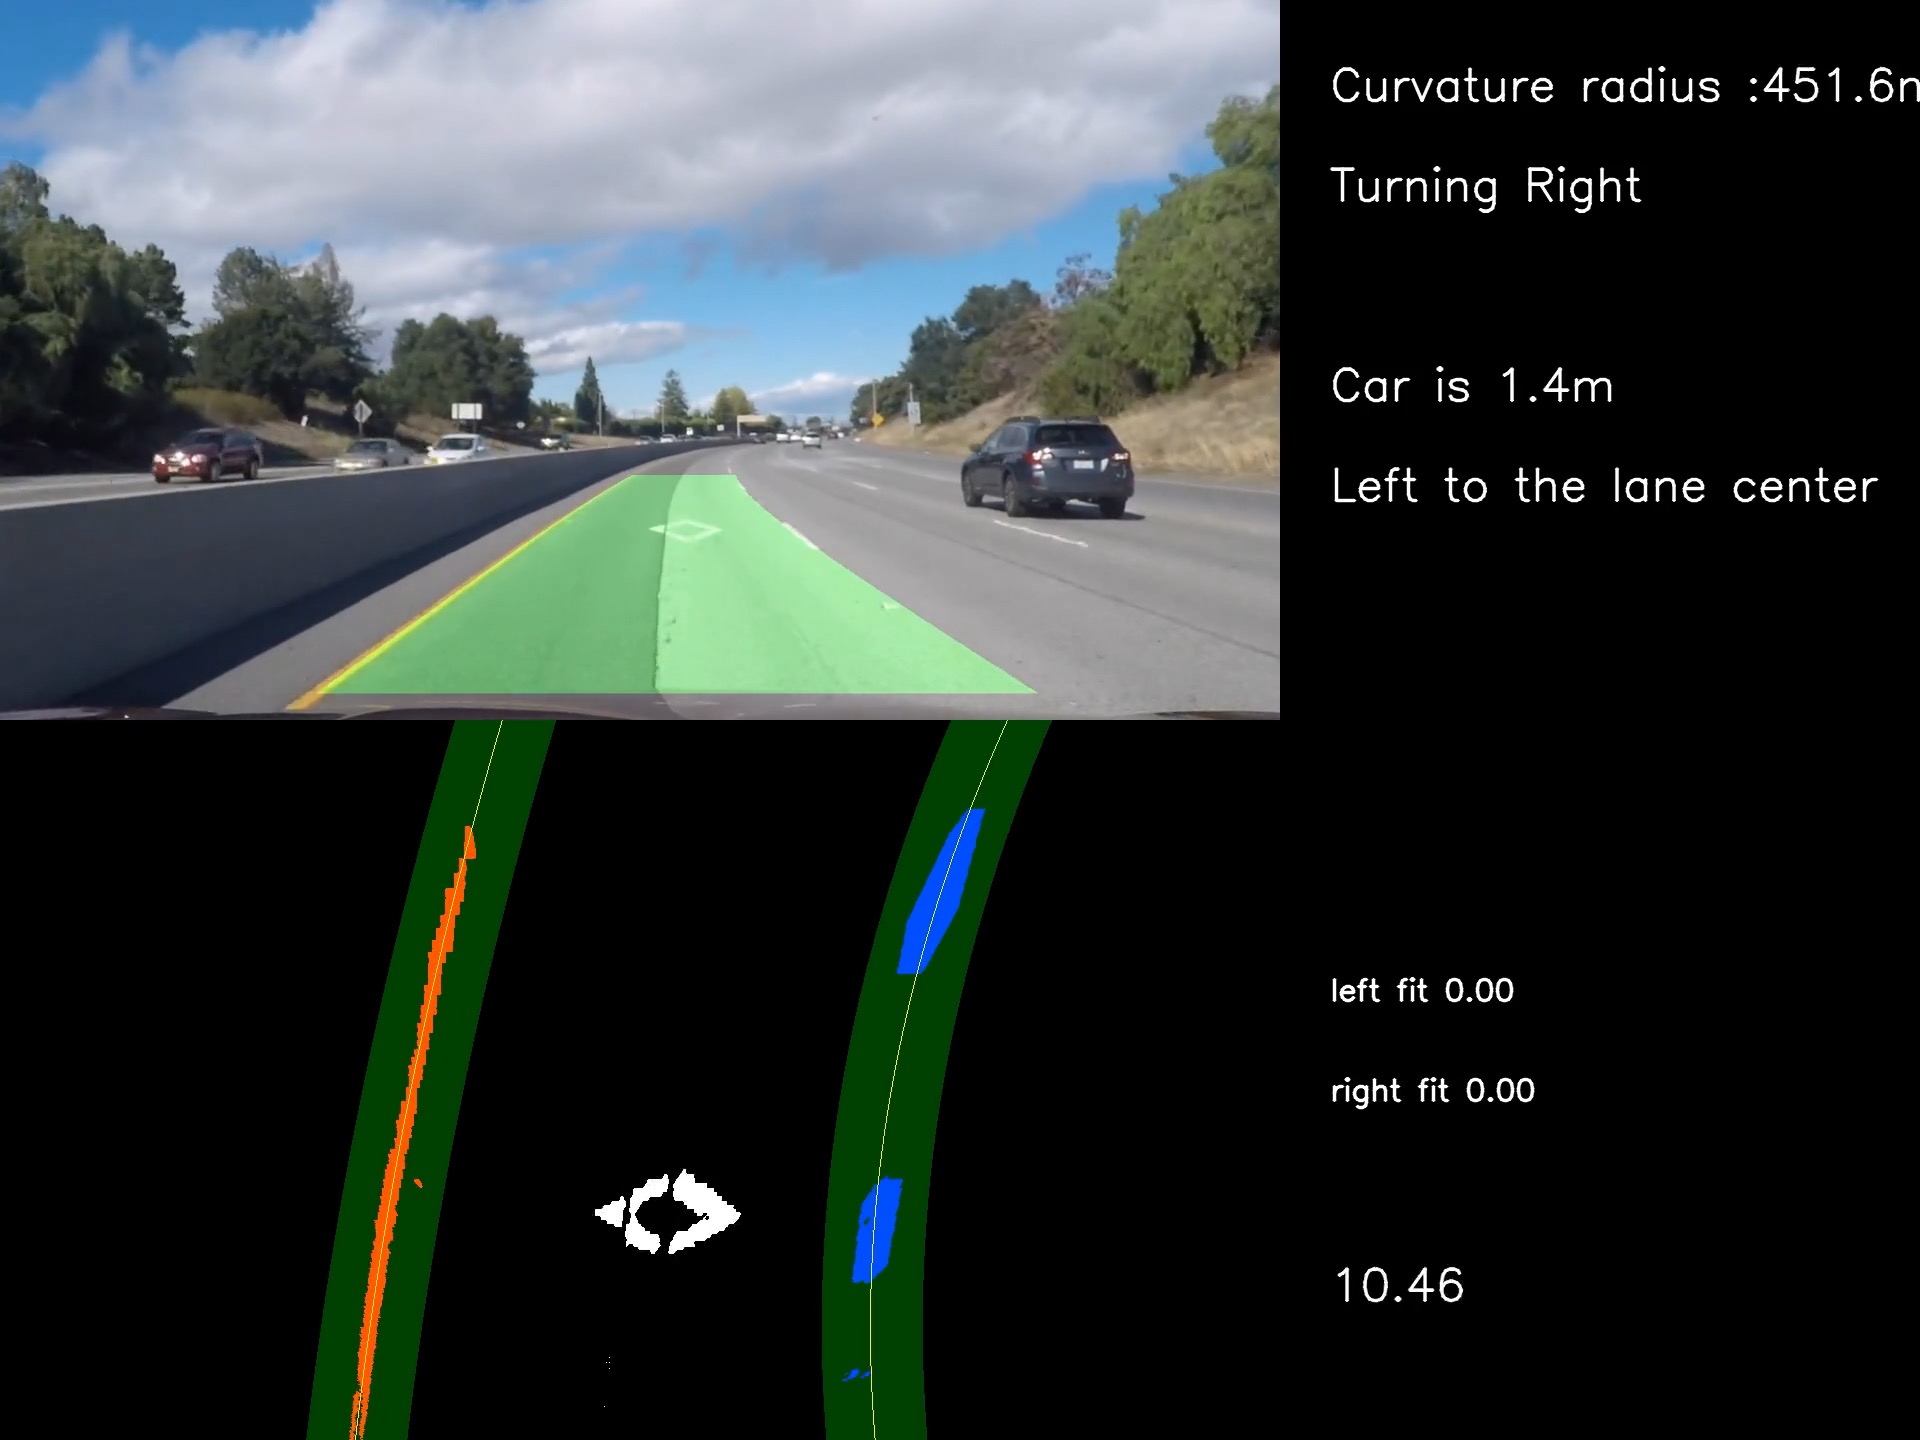 Curvature radius :451.6
Turning Right
Car is 1.4m
Left to the lane center
left fit 0.00
right fit 0.00
10.46